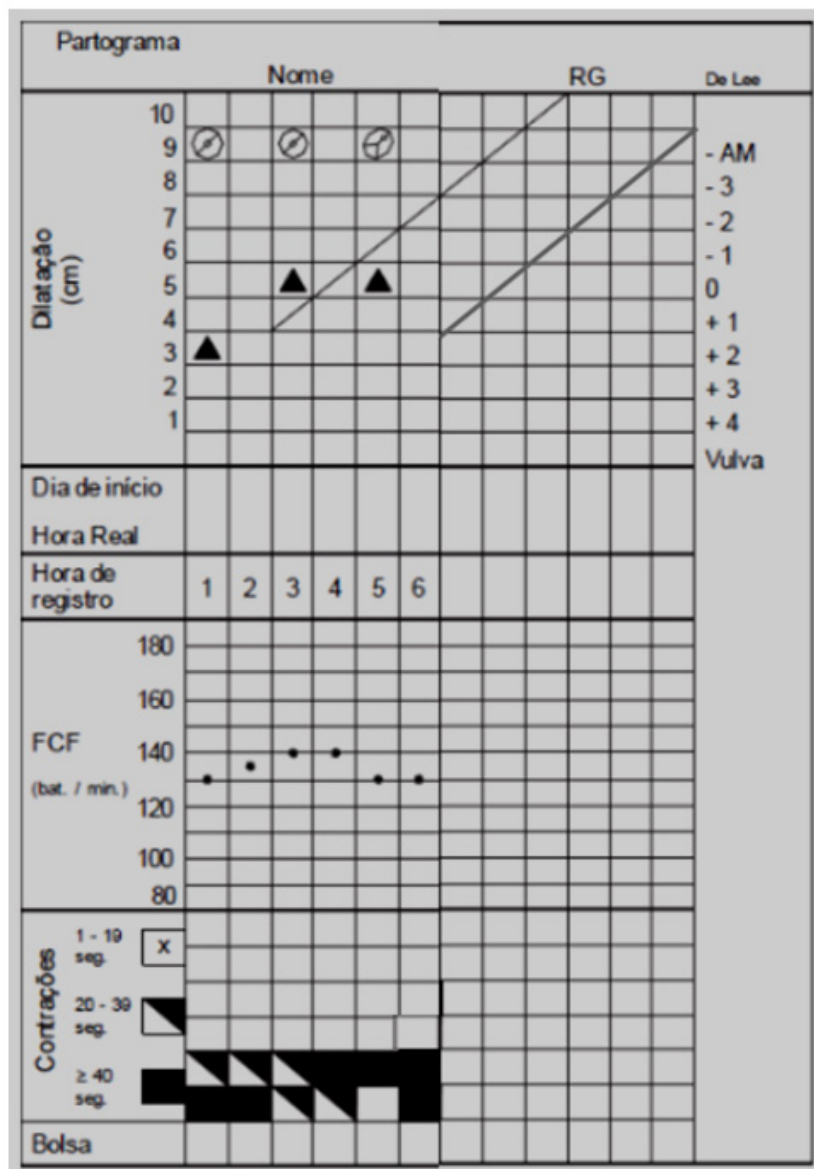 Partograma
Nome RG De Lee
10
9 - AM
8 - 3
7 - 2
6 - 1
Dilatação (cm)
5 0
4 + 1
3 + 2
2 + 3
1 + 4
Vulva
Dia de início
Hora Real
Hora de
registro 1 2 3 4 5 6
180
160
FCF 140
(bat. / min.) 120
100
80
Contrações
1 - 19
seg. X
20 - 39
seg.
≥ 40
seg.
Bolsa